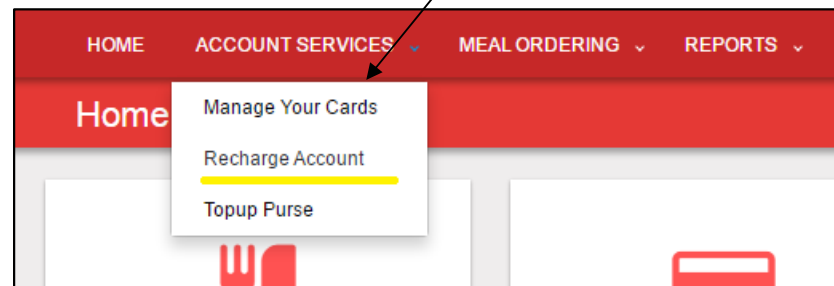 HOME ACCOUNT SERVICES MEAL ORDERING REPORTS
Home
Manage Your Cards
Recharge Account
Topup Purse